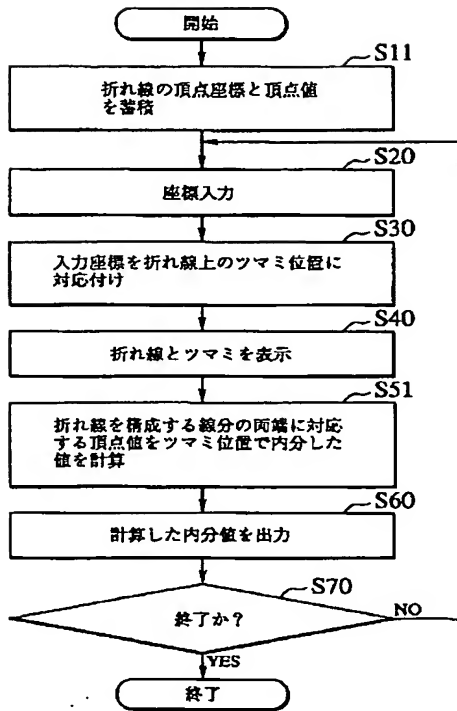 開始
S11
折れ線の頂点座標と頂点値
を蓄積
S20
座標入力
S30
入力座標を折れ線上のツマミ位置に
対応付け
S40
折れ線とツマミを表示
S51
折れ線を構成する線分の両端に対応
する頂点値をツマミ位置で内分した
値を計算
S60
計算した内分値を出力
S70
終了か?
NO
YES
終了